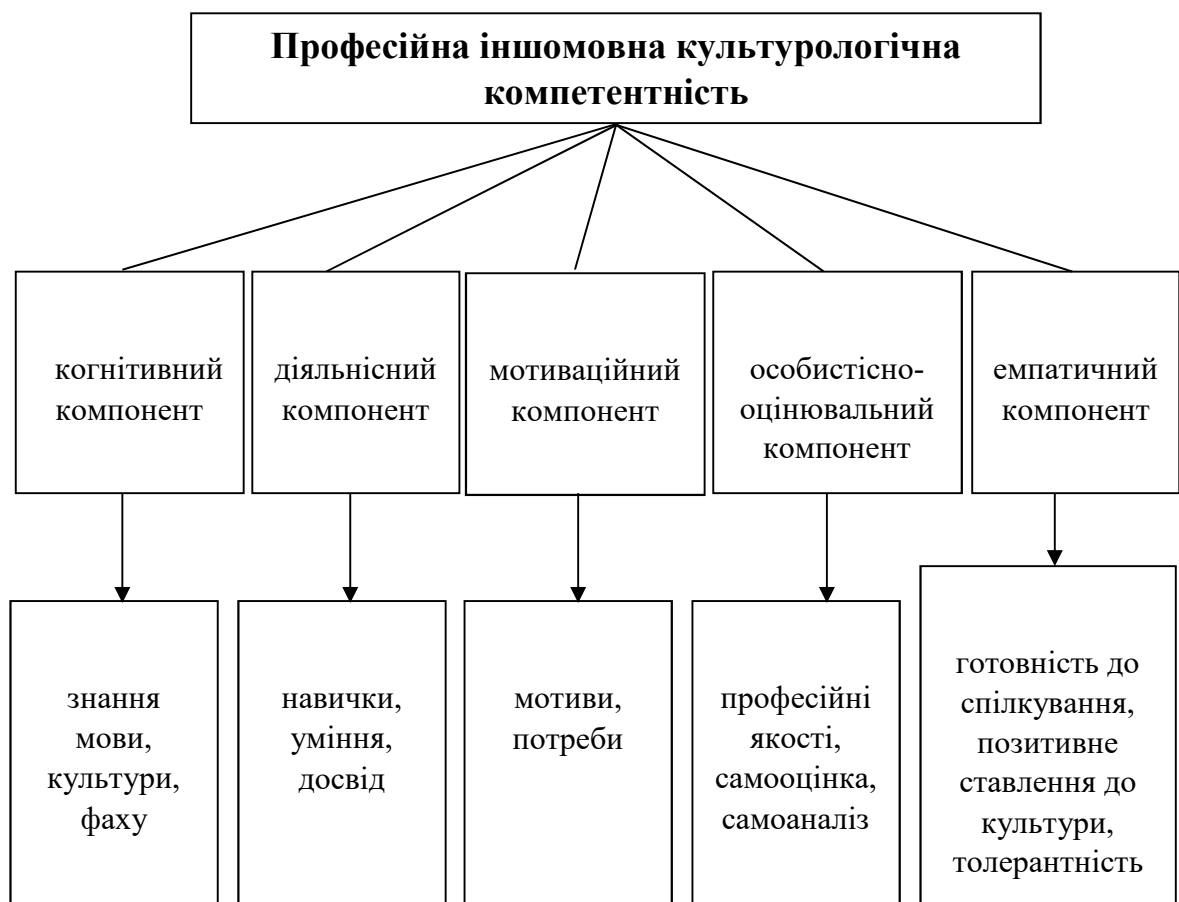 Професійна іншомовна культурологічна
компетентність
когнітивний
компонент
діяльнісний
компонент
мотиваційний
компонент
особистісно-
оцінювальний
компонент
емпатичний
компонент
знання
мови,
культури,
фаху
навички,
уміння,
досвід
мотиви,
потреби
професійні
якості,
самооцінка,
самоаналіз
готовність до
спілкування,
позитивне
ставлення до
культури,
толерантність